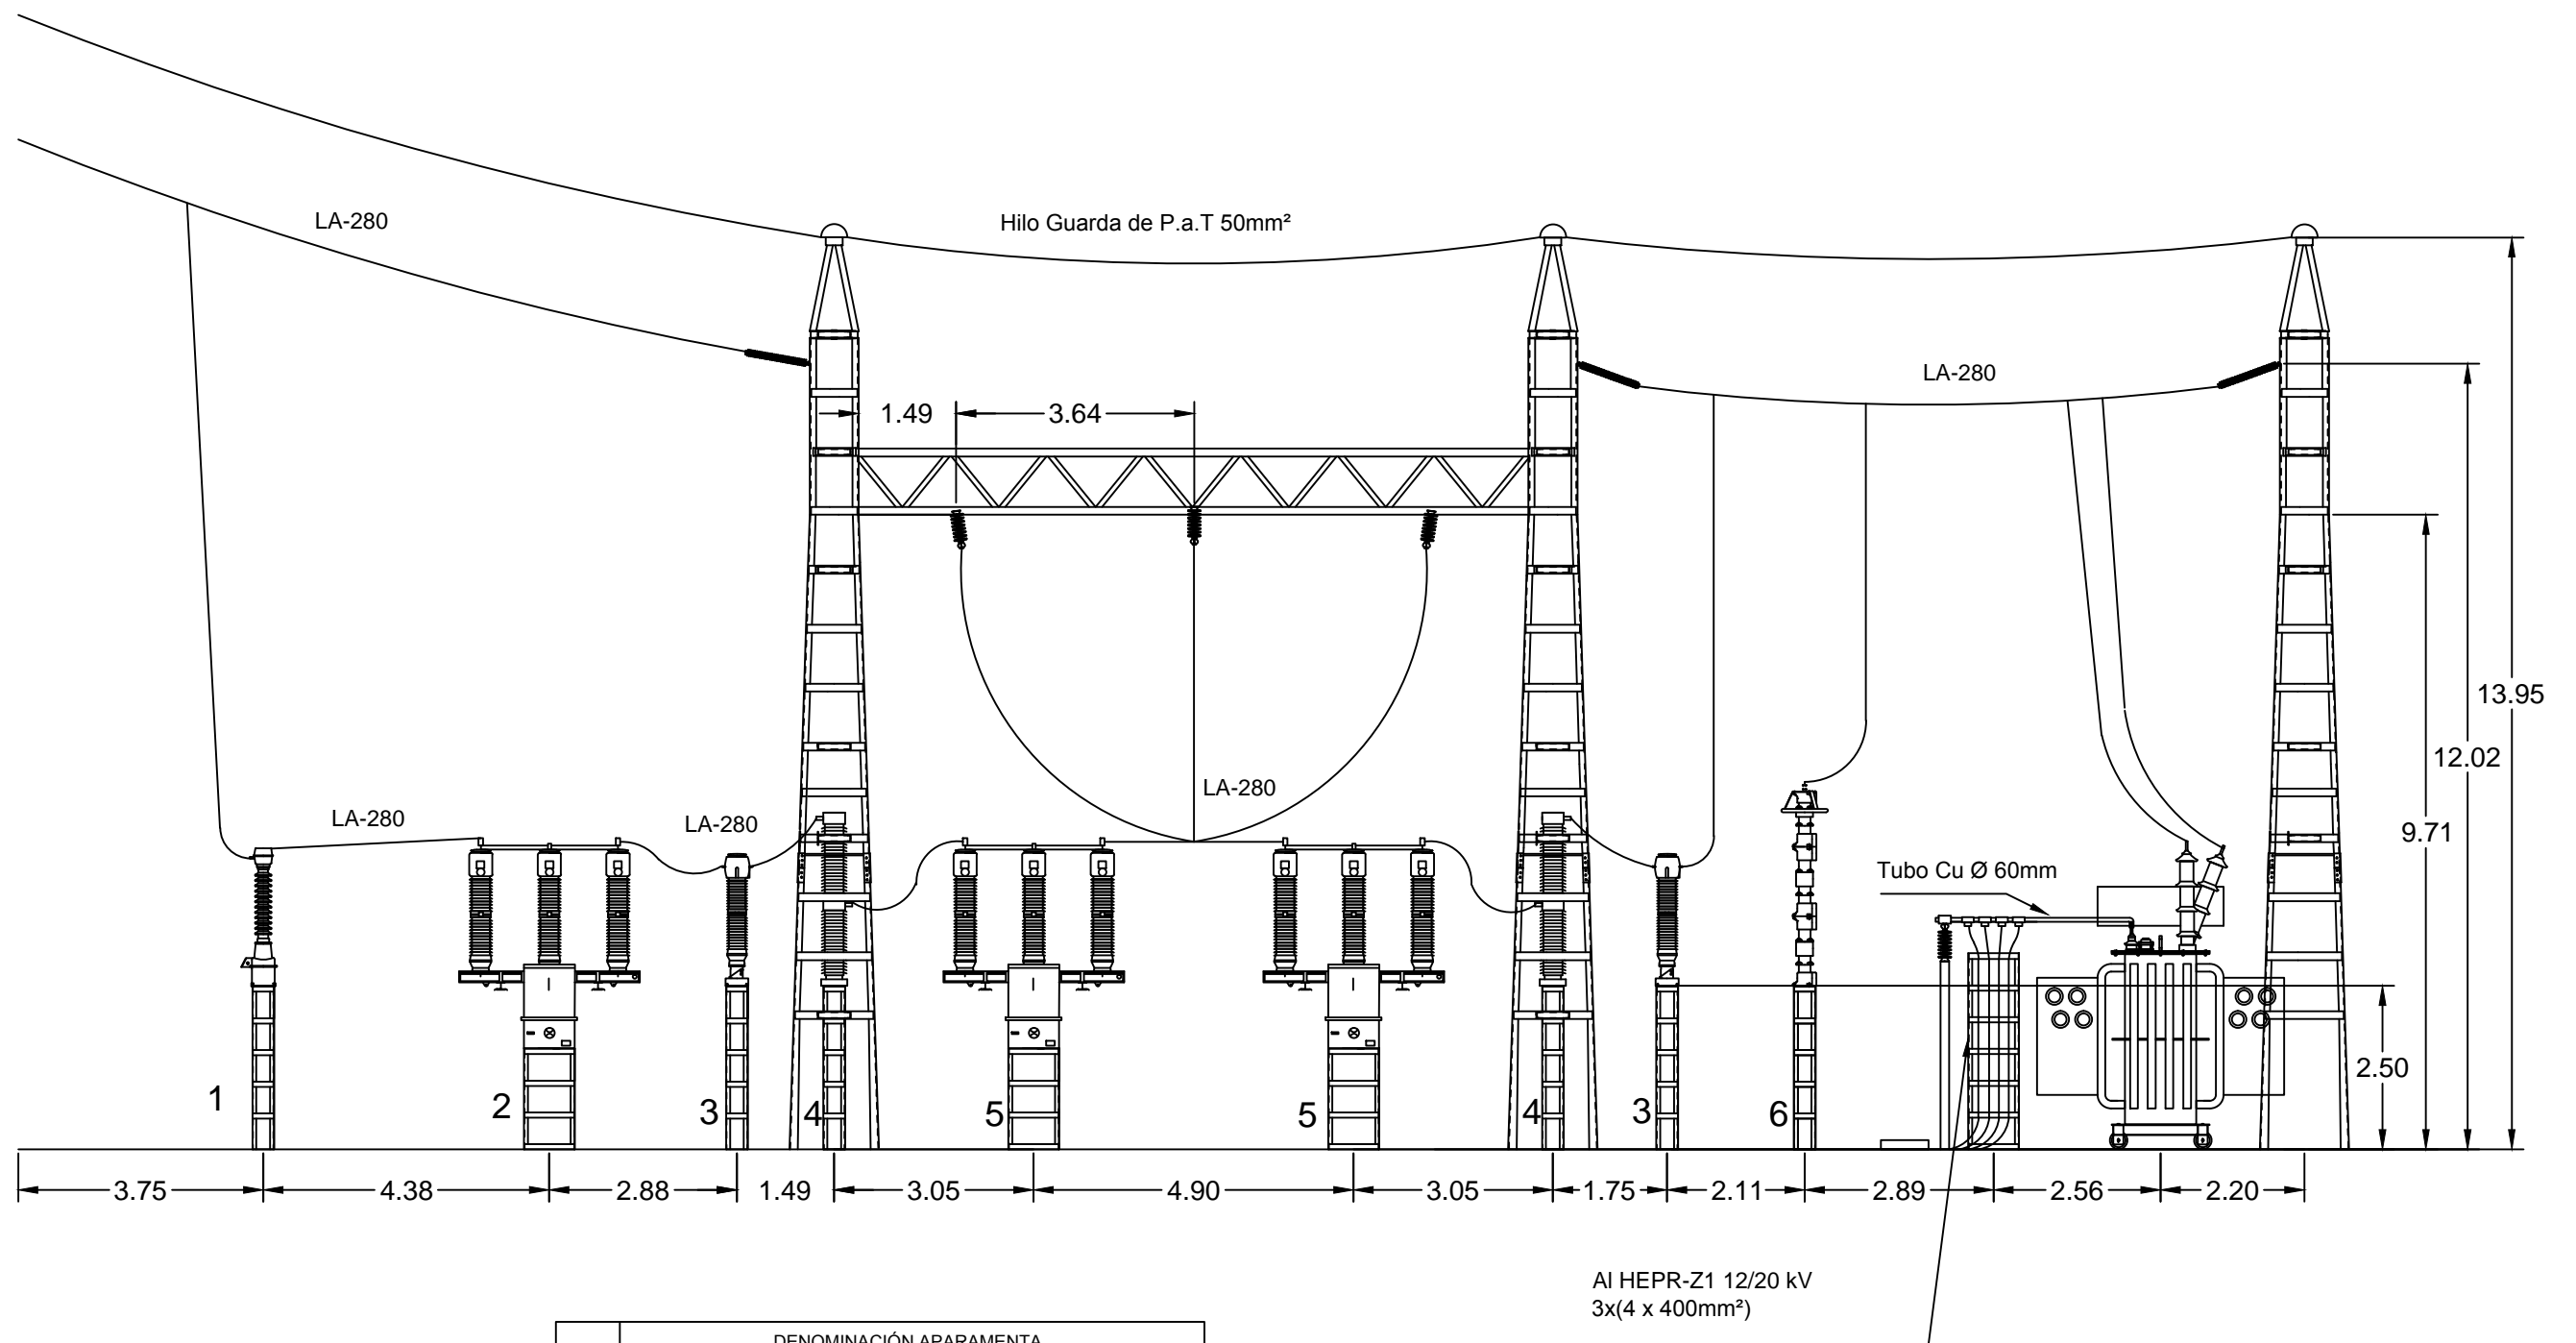 LA-280
Hilo Guarda de P.a.T 50mm²
LA-280
1.49
3.64
13.95
12.02
LA-280
9.71
LA-280
LA-280
Tubo Cu Ø 60mm
2.50
1
2
3
4
5
5
4
3
6
3.75
4.38
2.88
1.49
3.05
4.90
3.05
1.75
2.11
2.89
2.56
2.20
Al HEPR-Z1 12/20 kV
3x(4 x 400mm²)
DENOMINACIÓN APARAMENTA